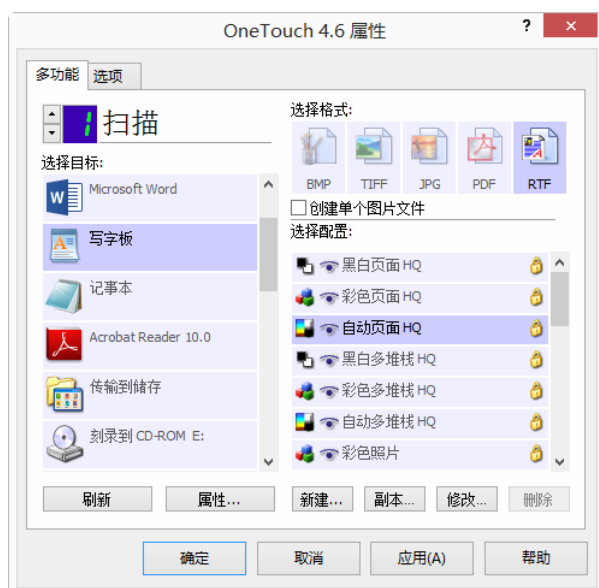 OneTouch 4.6 属性
?
×
多功能
选项
1
扫描
选择目标:
Microsoft Word
写字板
记事本
Acrobat Reader 10.0
传输到储存
刻录到 CD-ROM E:
刷新
属性...
选择格式:
BMP
TIFF
JPG
PDF
RTF
创建单个图片文件
选择配置:
黑白页面 HQ
彩色页面 HQ
自动页面 HQ
黑白多堆栈 HQ
彩色多堆栈 HQ
自动多堆栈 HQ
彩色照片
新建...
副本...
修改...
删除
确定
取消
应用(A)
帮助